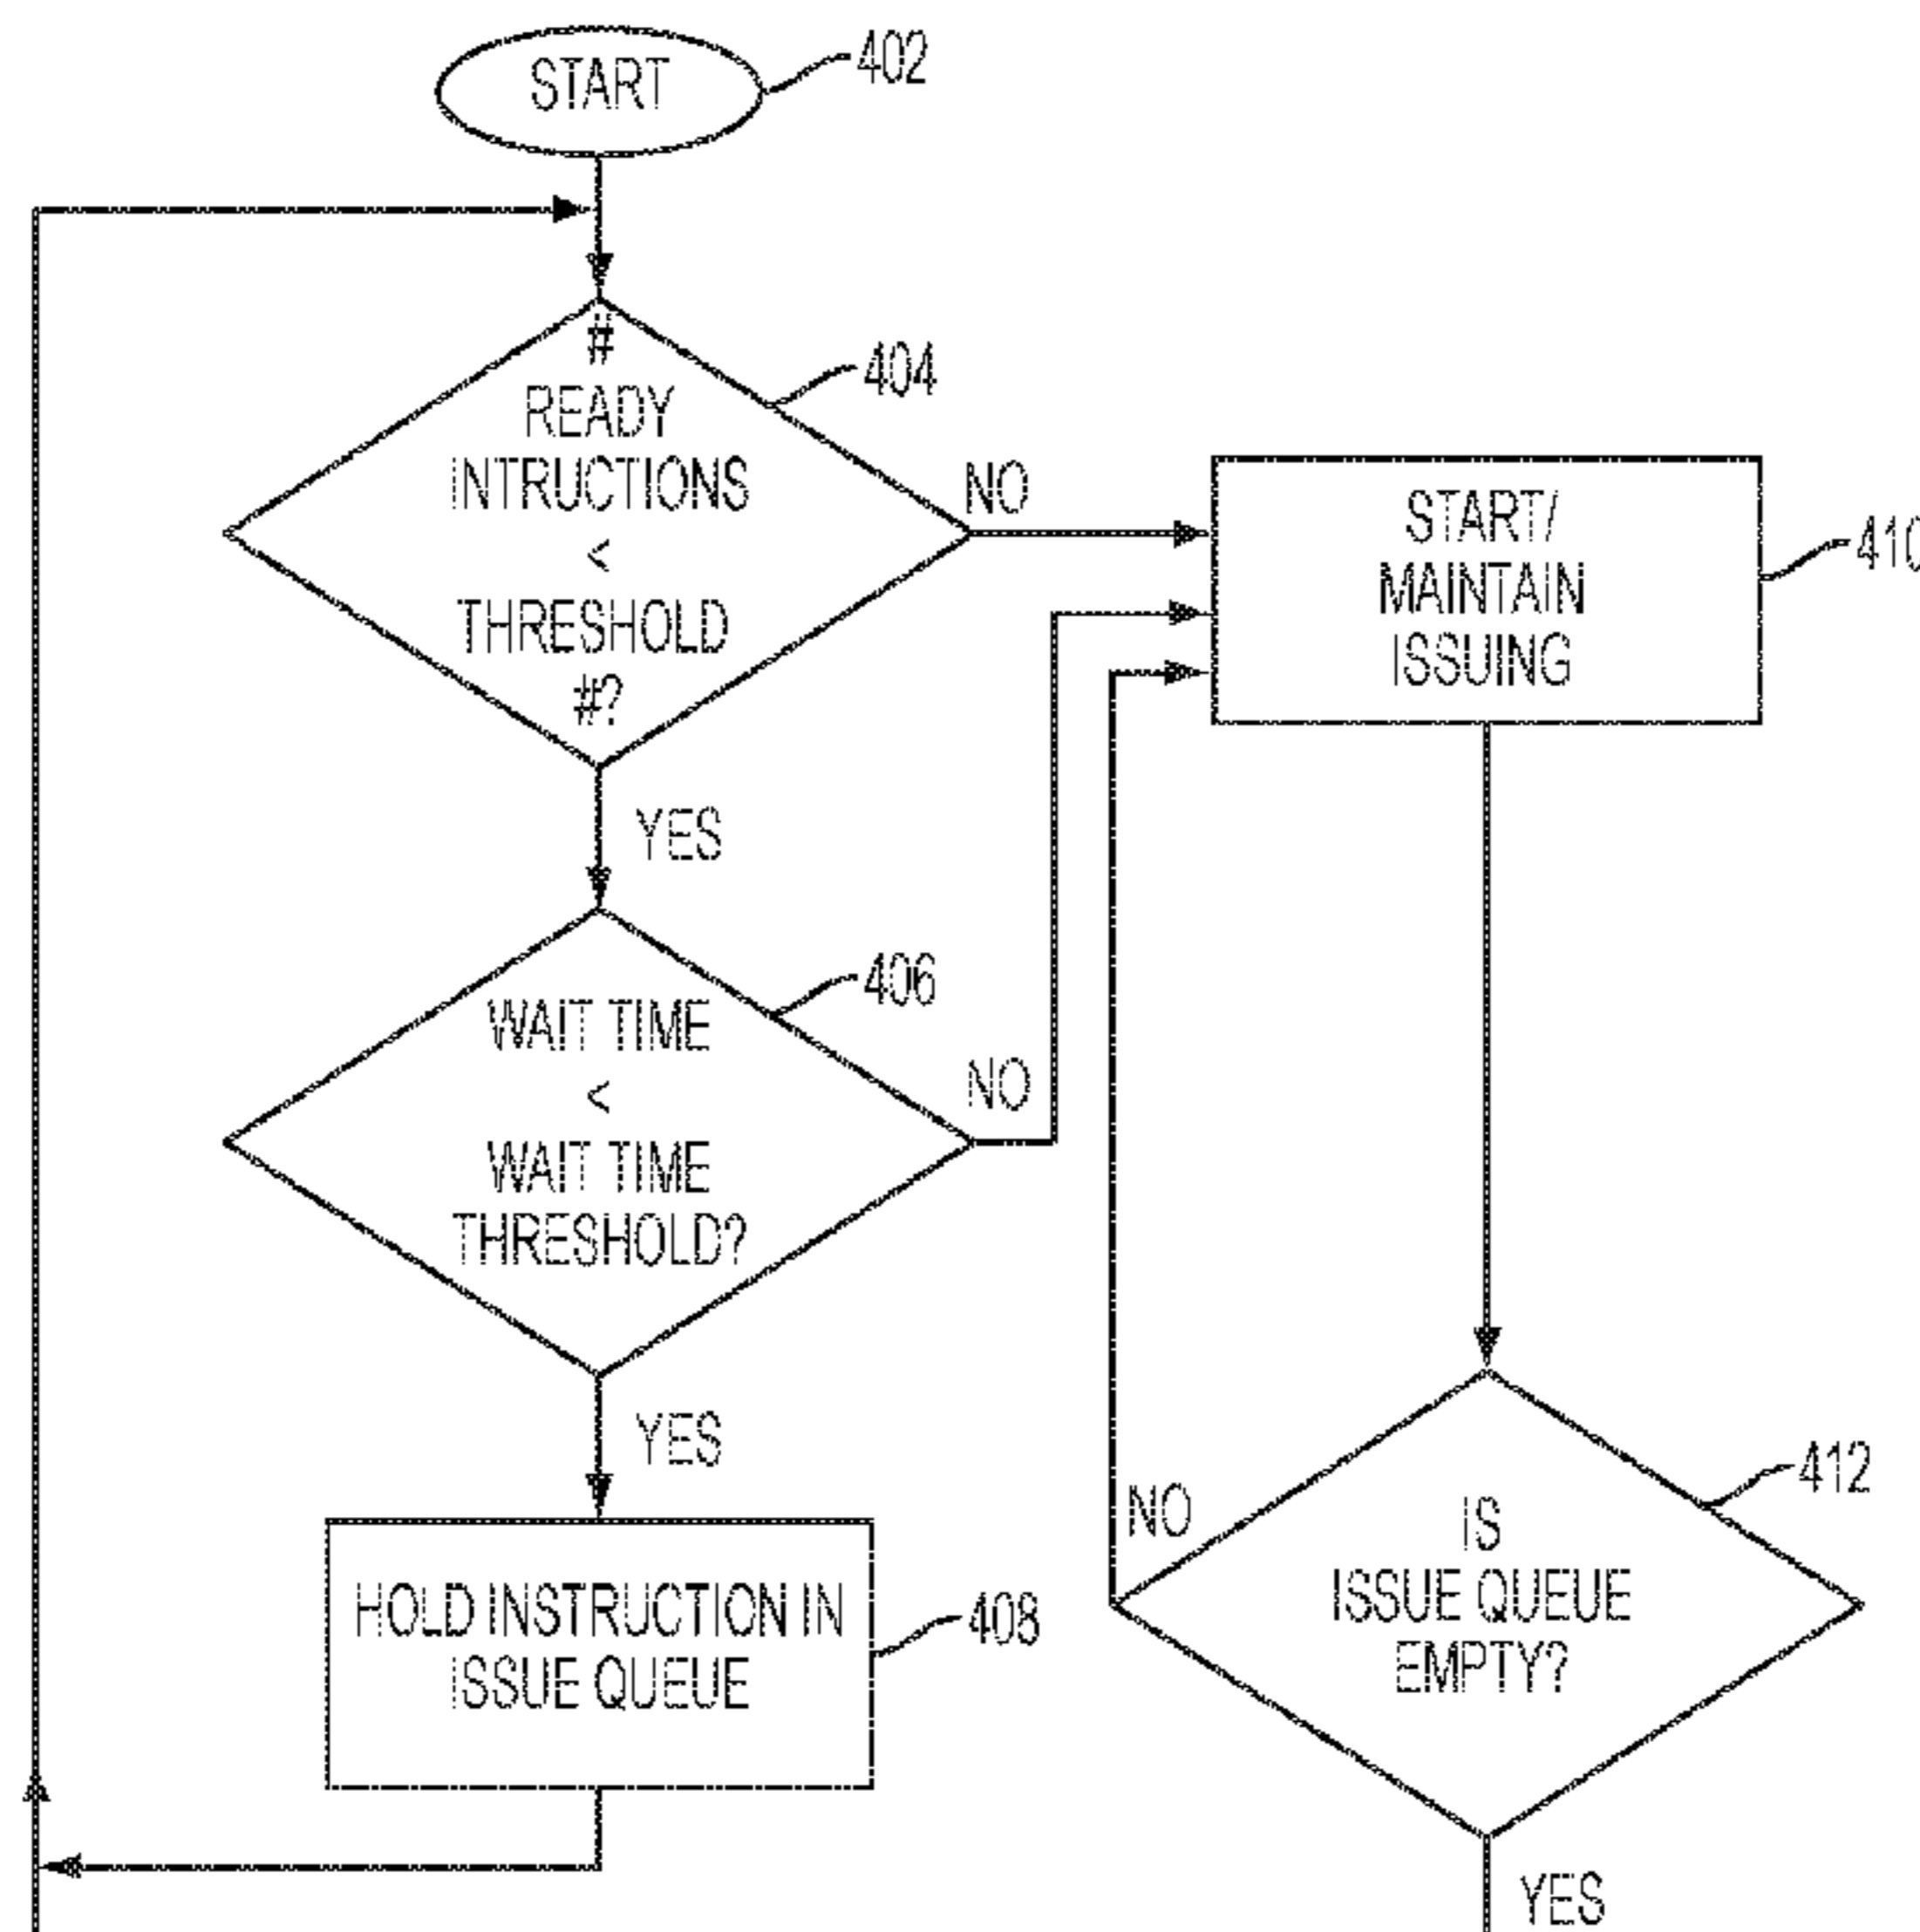 START
402
#
READY
INTRUCTIONS
<
THRESHOLD
#?
404
NO
START/
MAINTAIN
ISSUING
410
YES
WAIT TIME
<
WAIT TIME
THRESHOLD?
406
NO
YES
HOLD INSTRUCTION IN
ISSUE QUEUE
408
NO
IS
ISSUE QUEUE
EMPTY?
412
YES